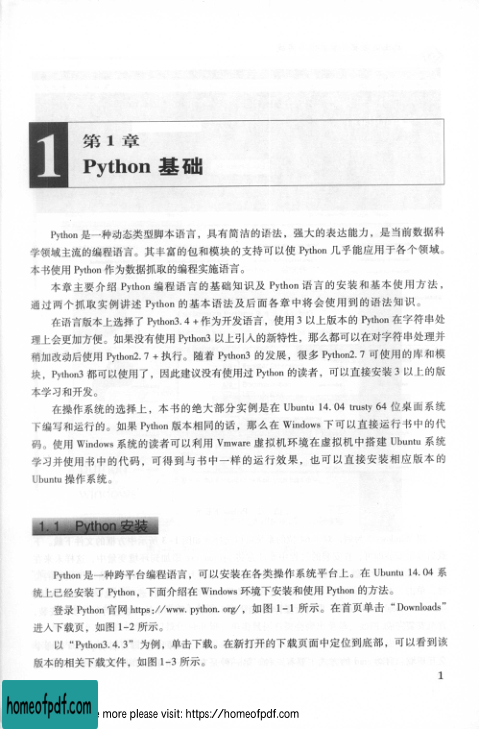 1
第 1 章
Python 基础
Python 是一种动态类型脚本语言，具有简洁的语法，强大的表达能力，是当前数据科
学领域主流的编程语言。其丰富的包和模块的支持可以使 Python 几乎能应用于各个领域。
本书使用 Python 作为数据抓取的编程实施语言。
本章主要介绍 Python 编程语言的基础知识及 Python 语言的安装和基本使用方法，
通过两个抓取实例讲述 Python 的基本语法及后面各章中将会使用到的语法知识。
在语言版本上选择了 Python3. 4 + 作为开发语言，使用 3 以上版本的 Python 在字符串处
理上会更加方便。如果没有使用 Python3 以上引入的新特性，那么都可以在对字符串处理并
稍加改动后使用 Python2. 7 + 执行。随着 Python3 的发展，很多 Python2. 7 可使用的库和模
块，Python3 都可以使用了，因此建议没有使用过 Python 的读者，可以直接安装 3 以上的版
本学习和开发。
在操作系统的选择上，本书的绝大部分实例是在 Ubuntu 14. 04 trusty 64 位桌面系统
下编写和运行的。如果 Python 版本相同的话，那么在 Windows 下可以直接运行书中的代
码。使用 Windows 系统的读者可以利用 Vmware 虚拟机环境在虚拟机中搭建 Ubuntu 系统
学习并使用书中的代码，可得到与书中一样的运行效果，也可以直接安装相应版本的
Ubuntu 操作系统。
1. 1 Python 安装
Python 是一种跨平台编程语言，可以安装在各类操作系统平台上。在 Ubuntu 14. 04 系
统上已经安装了 Python，下面介绍在 Windows 环境下安装和使用 Python 的方法。
登录 Python 官网 https://www. python. org/，如图 1-1 所示。在首页单击 “Downloads”
进入下载页，如图 1-2 所示。
以 “Python3. 4. 3” 为例，单击下载。在新打开的下载页面中定位到底部，可以看到该
版本的相关下载文件，如图 1-3 所示。
1
homeofpdf.com
more please visit: https://homeofpdf.com